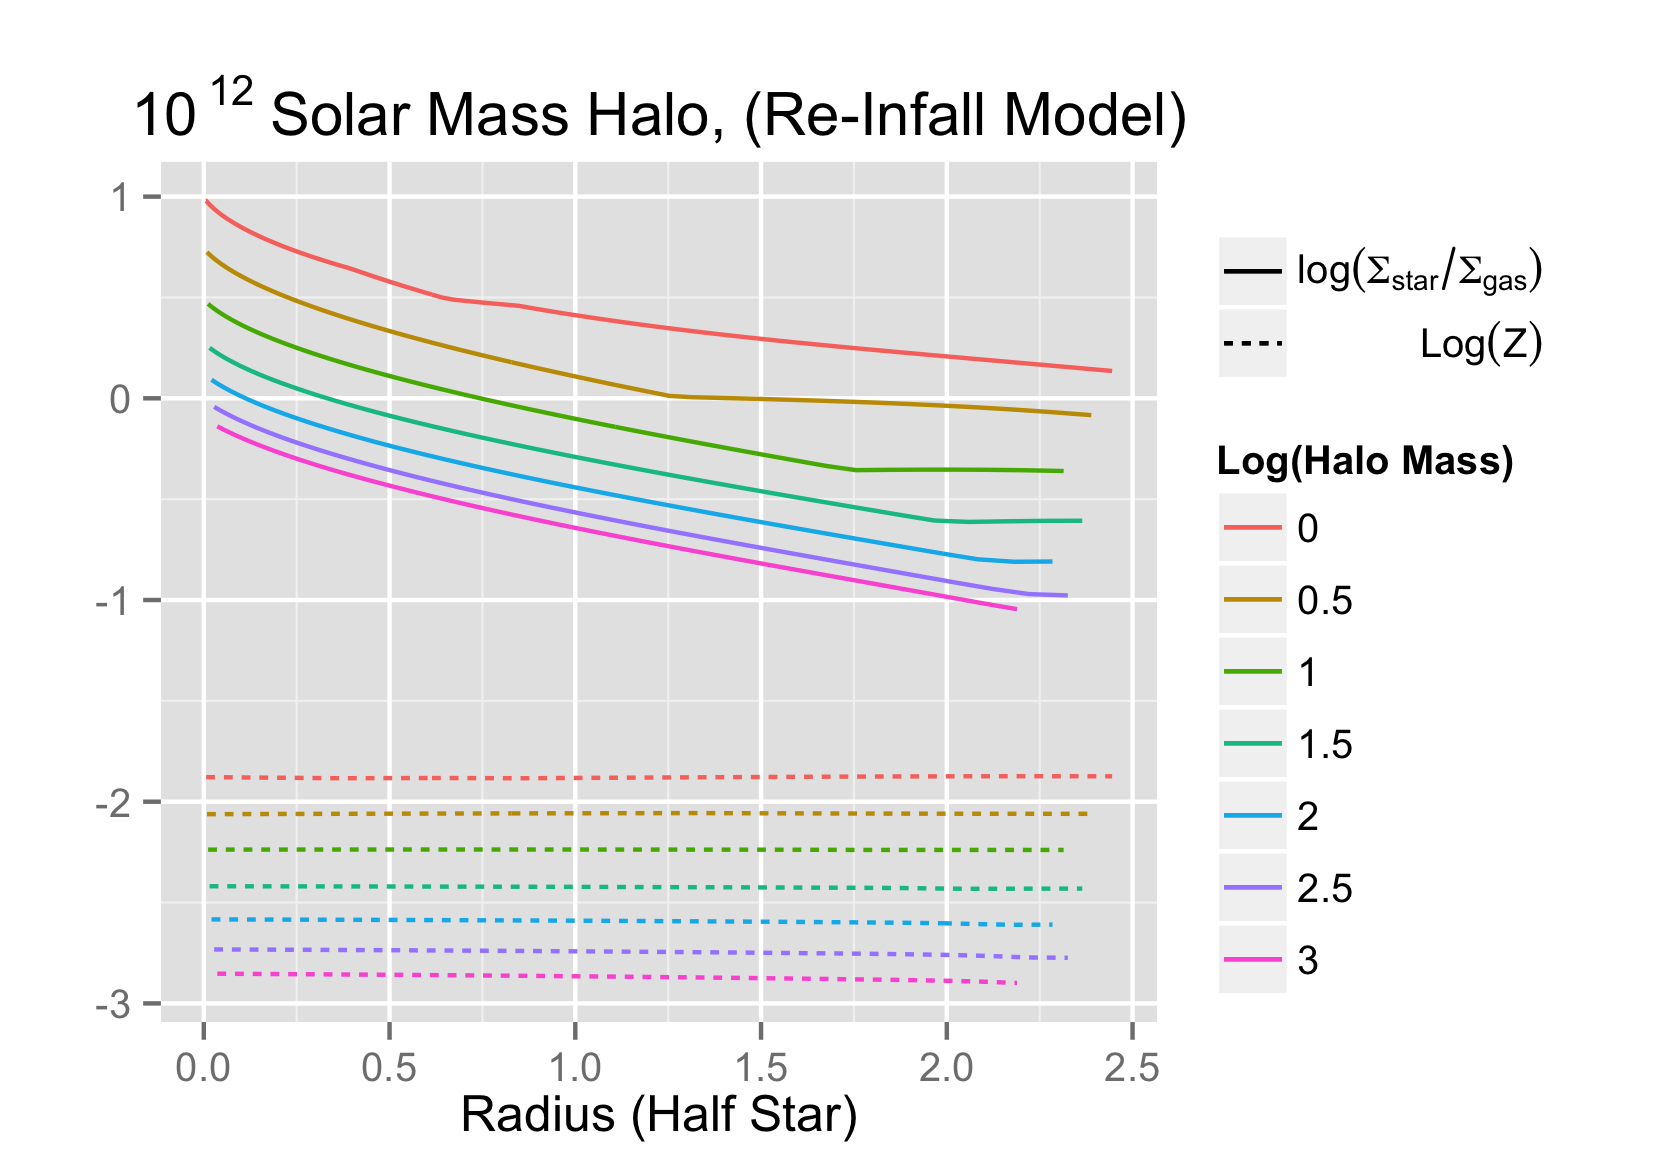 10^12 Solar Mass Halo, (Re-Infall Model)
1
0
-1
-2
-3
0.0 0.5 1.0 1.5 2.0 2.5
Radius (Half Star)
log(Σstar/Σgas)
Log(Z)
Log(Halo Mass)
0
0.5
1
1.5
2
2.5
3